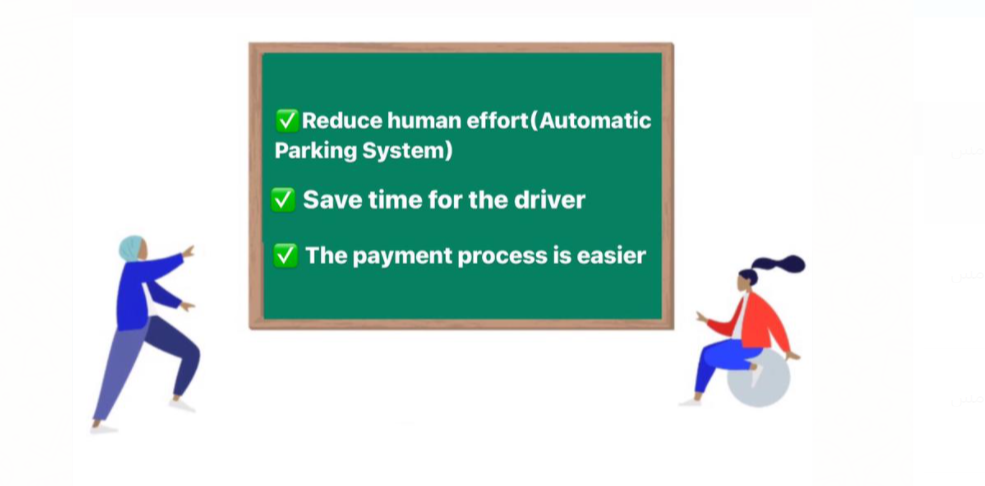 ✅Reduce human effort(Automatic
Parking System)
✅ Save time for the driver
✅ The payment process is easier